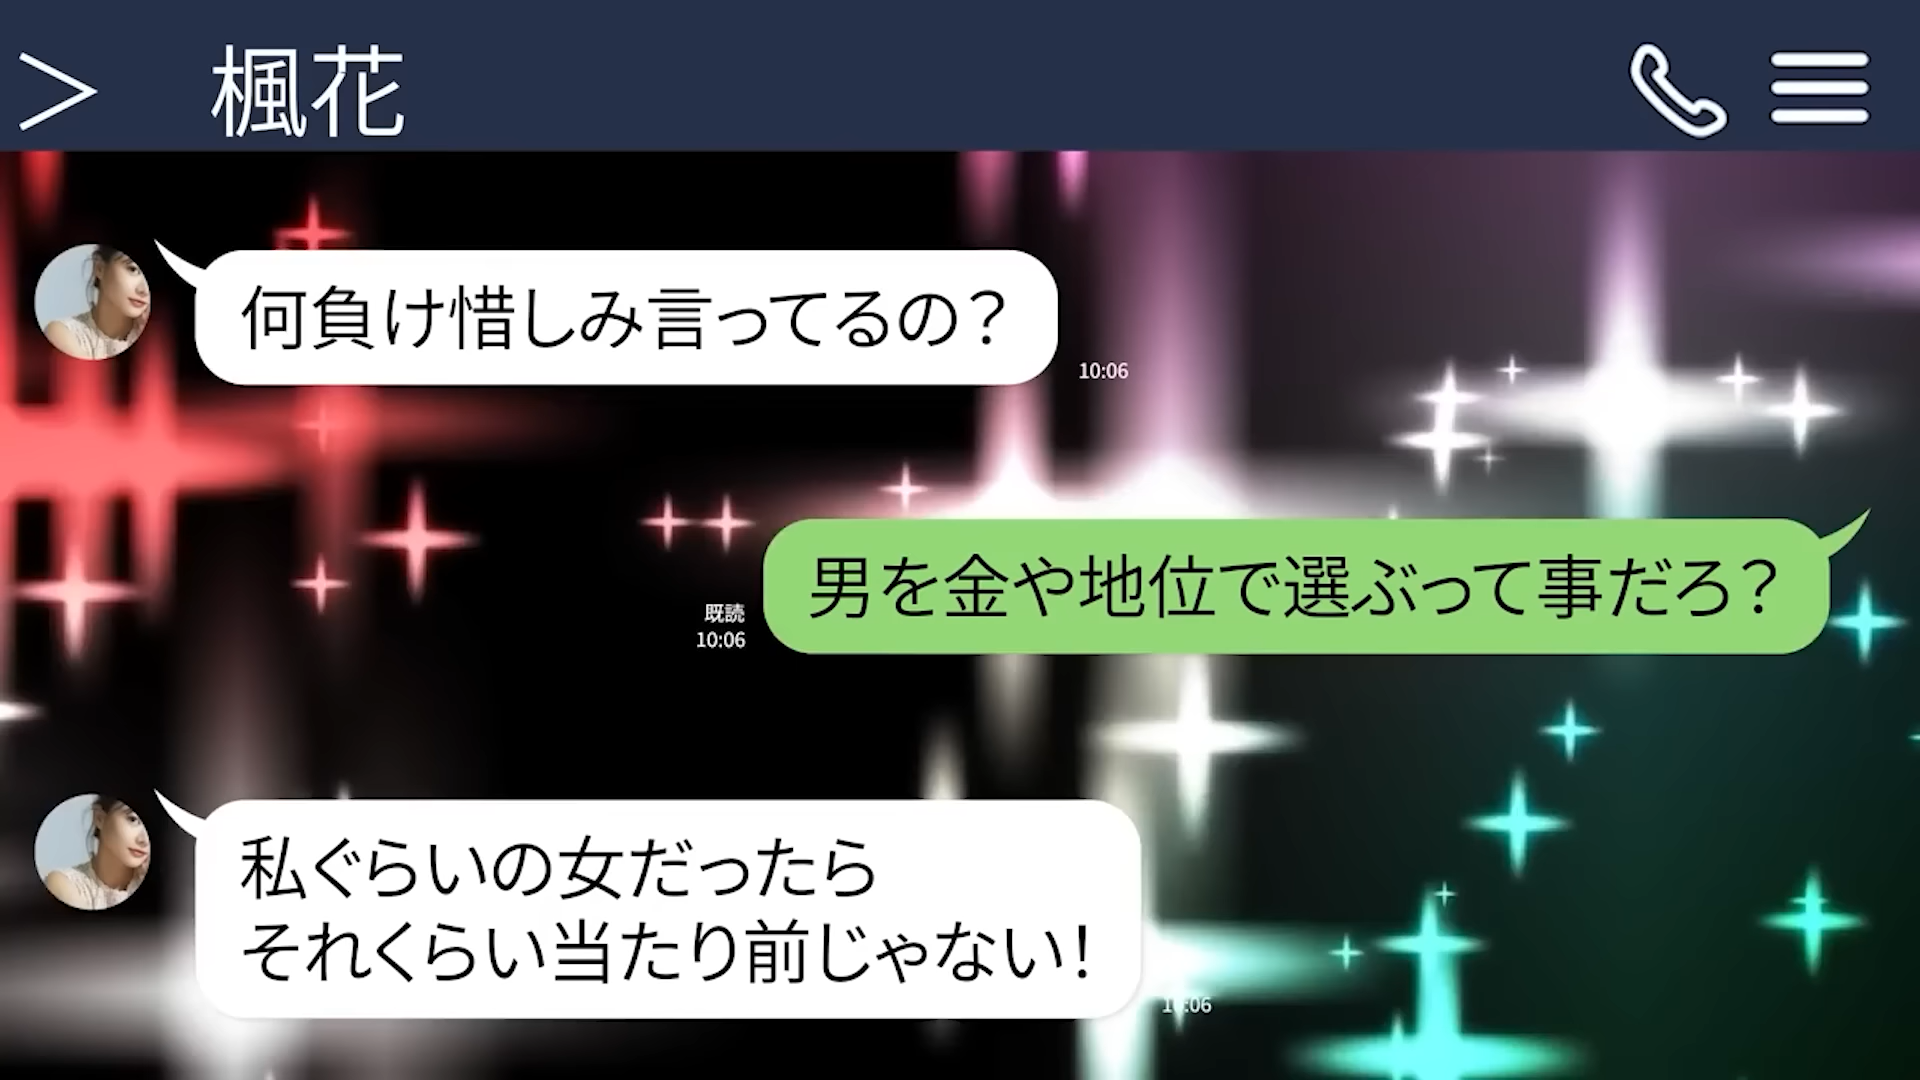 楓花
何負け惜しみ言ってるの？
10:06
男を金や地位で選ぶって事だろ？
既読
10:06
私ぐらいの女だったら
それくらい当たり前じゃない！
10:06